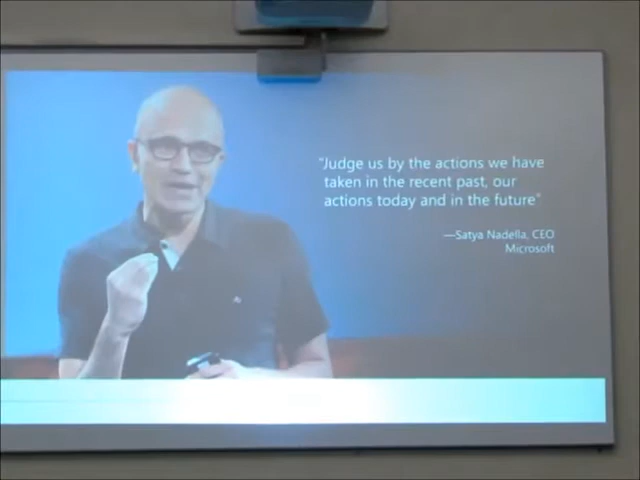 "Judge us by the actions we have
taken in the recent past, our
actions today and in the future"
—Satya Nadella, CEO
Microsoft